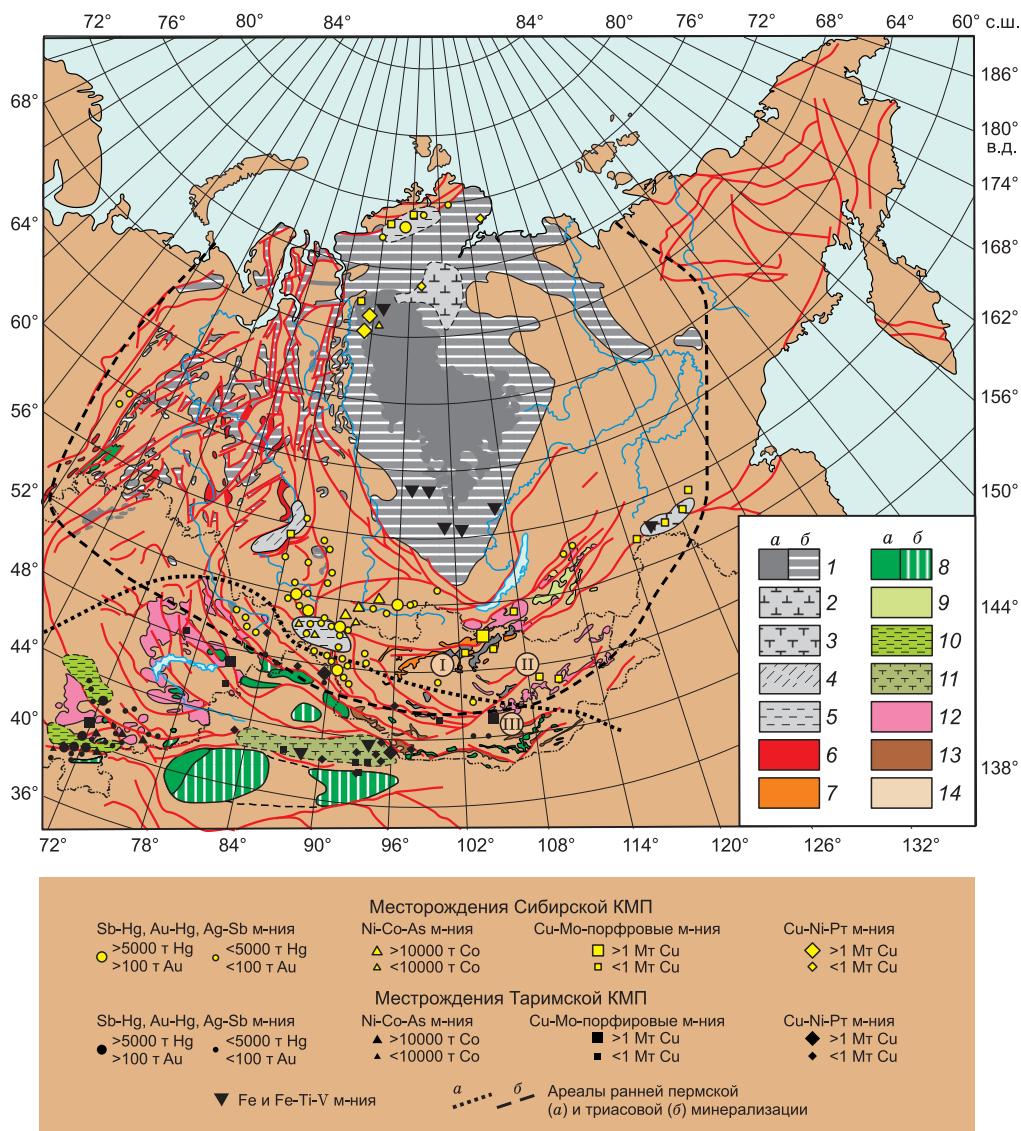 72° 76° 80° 84° 84° 80° 76° 72° 68° 64° 60° с.ш.
68°
64°
60°
56°
52°
48°
44°
40°
36°
186°
180°
в.д.
174°
168°
162°
156°
150°
144°
138°
I
II
III
а б
1
2
3
4
5
6
7
а б
8
9
10
11
12
13
14
72° 78° 84° 90° 96° 102° 108° 114° 120° 126° 132°
Месторождения Сибирской КМП
Sb-Hg, Au-Hg, Ag-Sb м-ния
>5000 т Hg <5000 т Hg
>100 т Au <100 т Au
Ni-Co-As м-ния
>10000 т Co
<10000 т Co
Cu-Mo-порфровые м-ния
>1 Мт Cu
<1 Мт Cu
Cu-Ni-Pт м-ния
>1 Мт Cu
<1 Мт Cu
Местрождения Таримской КМП
Sb-Hg, Au-Hg, Ag-Sb м-ния
>5000 т Hg <5000 т Hg
>100 т Au <100 т Au
Ni-Co-As м-ния
>10000 т Co
<10000 т Co
Cu-Mo-порфировые м-ния
>1 Мт Cu
<1 Мт Cu
Cu-Ni-Pт м-ния
>1 Мт Cu
<1 Мт Cu
Fe и Fe-Ti-V м-ния
а б
Ареалы ранней пермской
(а) и триасовой (б) минерализации